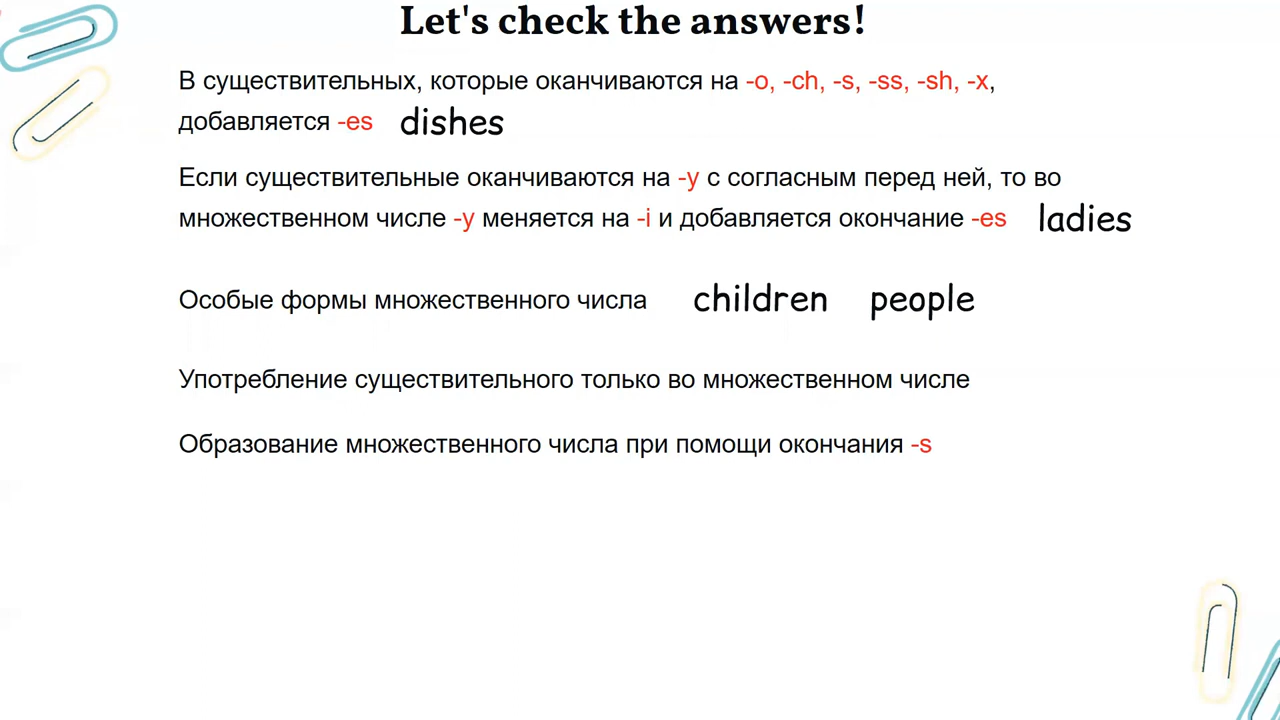 Let's check the answers!
В существительных, которые оканчиваются на -o, -ch, -s, -ss, -sh, -x,
добавляется -es dishes
Если существительные оканчиваются на -y с согласным перед ней, то во
множественном числе -y меняется на -i и добавляется окончание -es ladies
Особые формы множественного числа children people
Употребление существительного только во множественном числе
Образование множественного числа при помощи окончания -s